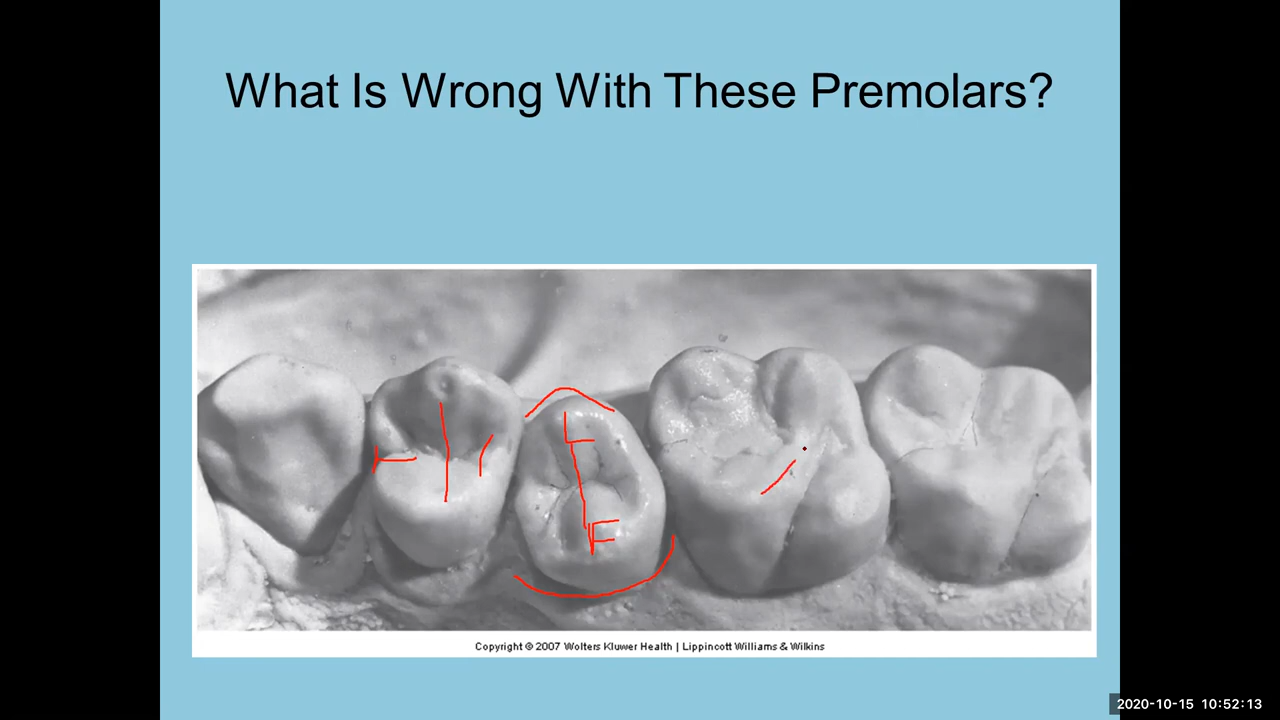 What Is Wrong With These Premolars?
L
F
Copyright © 2007 Wolters Kluwer Health | Lippincott Williams & Wilkins
2020-10-15 10:52:13